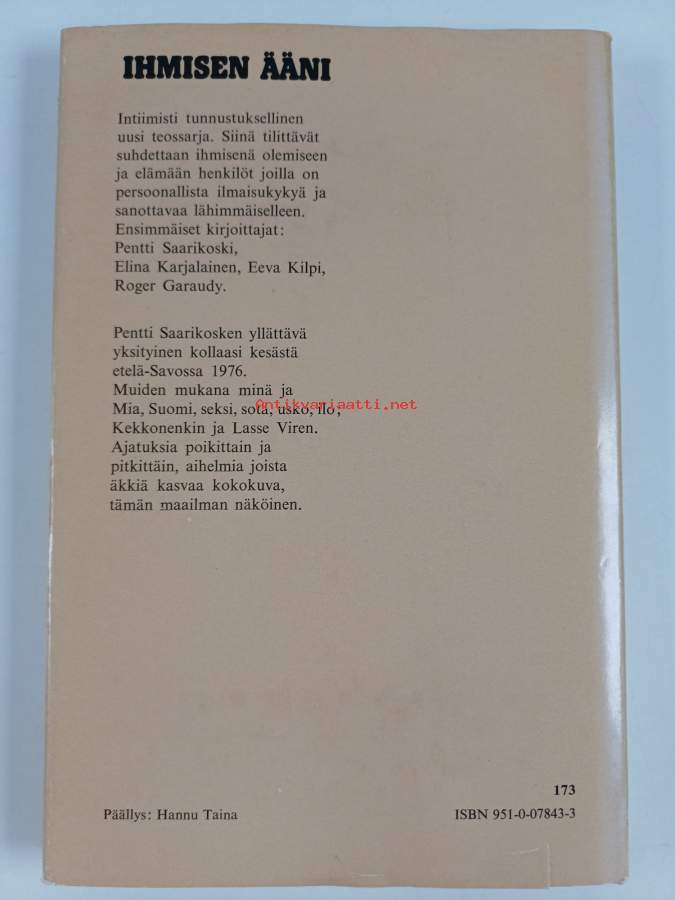 IHMISEN ÄÄNI
Intiimisti tunnustuksellinen
uusi teossarja. Siinä tilittävät
suhdettaan ihmisenä olemiseen
ja elämään henkilöt joilla on
persoonallista ilmaisukykyä ja
sanottavaa lähimmäiselleen.
Ensimmäiset kirjoittajat:
Pentti Saarikoski,
Elina Karjalainen, Eeva Kilpi,
Roger Garaudy.
Pentti Saarikosken yllättävä
yksityinen kollaasi kesästä
etelä-Savossa 1976.
Muiden mukana minä ja
Mia, Suomi, seksi, sota, usko, ilo,
Antikvariaatti.net
Kekkonenkin ja Lasse Viren.
Ajatuksia poikittain ja
pitkittäin, aihelmia joista
äkkiä kasvaa kokokuva,
tämän maailman näköinen.
173
Päällys: Hannu Taina
ISBN 951-0-07843-3